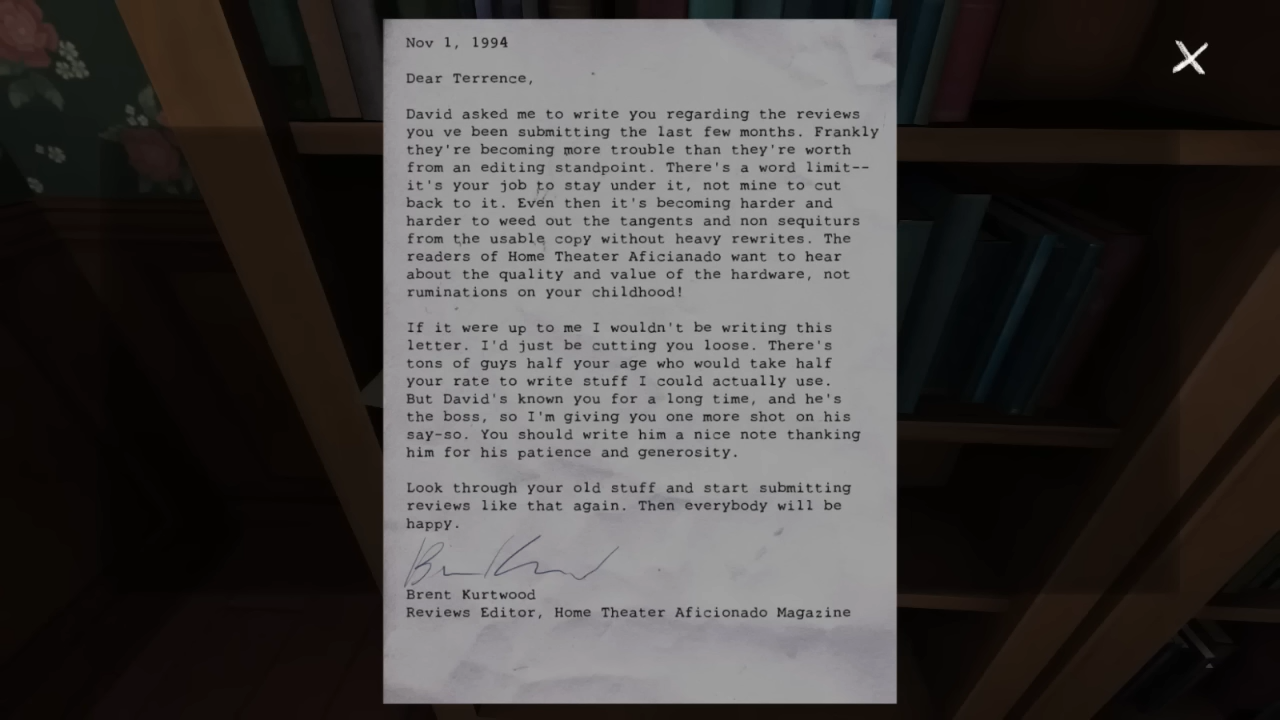 Nov 1, 1994
Dear Terrence,
David asked me to write you regarding the reviews
you ve been submitting the last few months. Frankly
they're becoming more trouble than they're worth
from an editing standpoint. There's a word limit--
it's your job to stay under it, not mine to cut
back to it. Even then it's becoming harder and
harder to weed out the tangents and non sequiturs
from the usable copy without heavy rewrites. The
readers of Home Theater Aficianado want to hear
about the quality and value of the hardware, not
ruminations on your childhood!
If it were up to me I wouldn't be writing this
letter. I'd just be cutting you loose. There's
tons of guys half your age who would take half
your rate to write stuff I could actually use.
But David's known you for a long time, and he's
the boss, so I'm giving you one more shot on his
say-so. You should write him a nice note thanking
him for his patience and generosity.
Look through your old stuff and start submitting
reviews like that again. Then everybody will be
happy.
Brent Kurtwood
Reviews Editor, Home Theater Aficionado Magazine